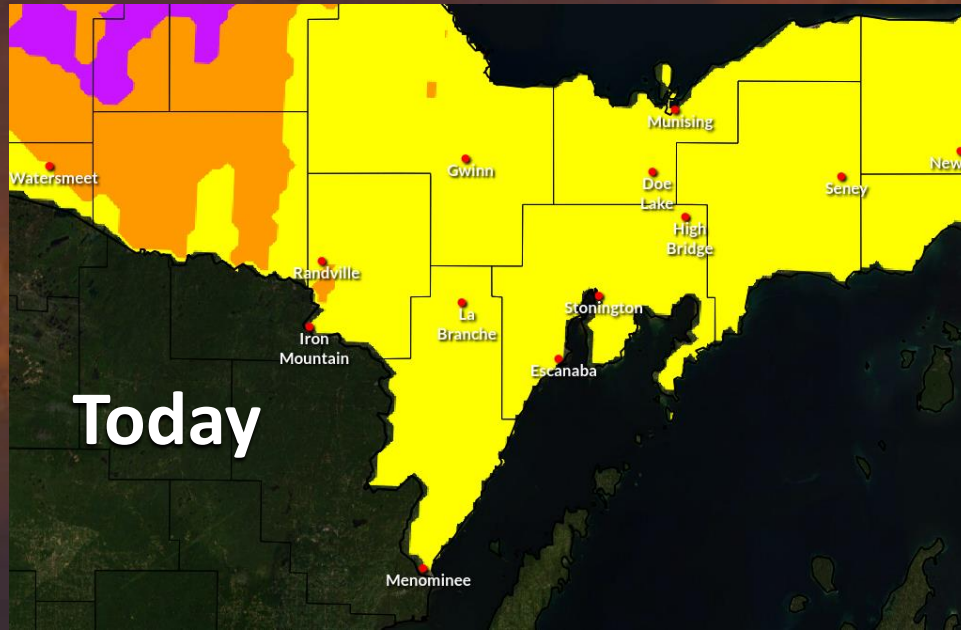 Munising
Watersmeet
Gwinn
Doe
Lake
Seney
New
High
Bridge
Randville
Stonington
La
Branche
Iron
Mountain
Escanaba
Today
Menominee